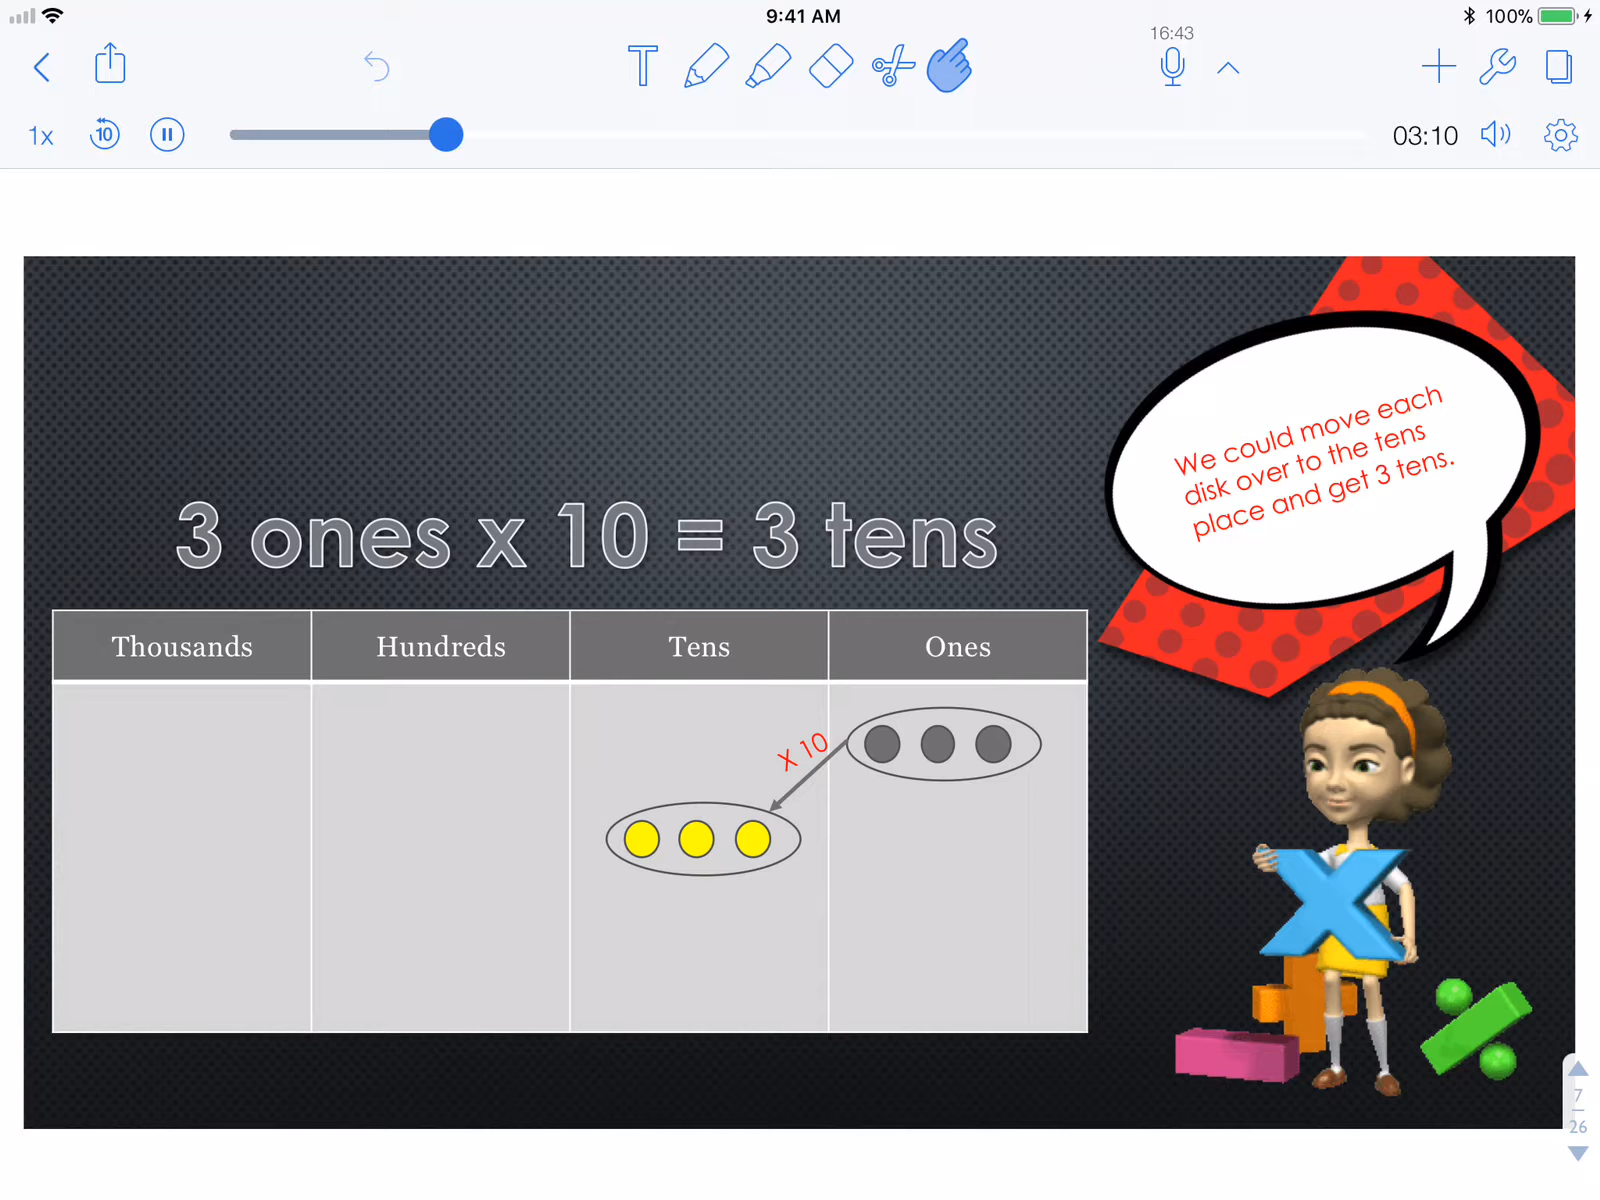 9:41 AM
100%
16:43
T
1x
10
03:10
We could move each
disk over to the tens
place and get 3 tens.
3 ones x 10 = 3 tens
Thousands Hundreds Tens Ones
X 10
7
26